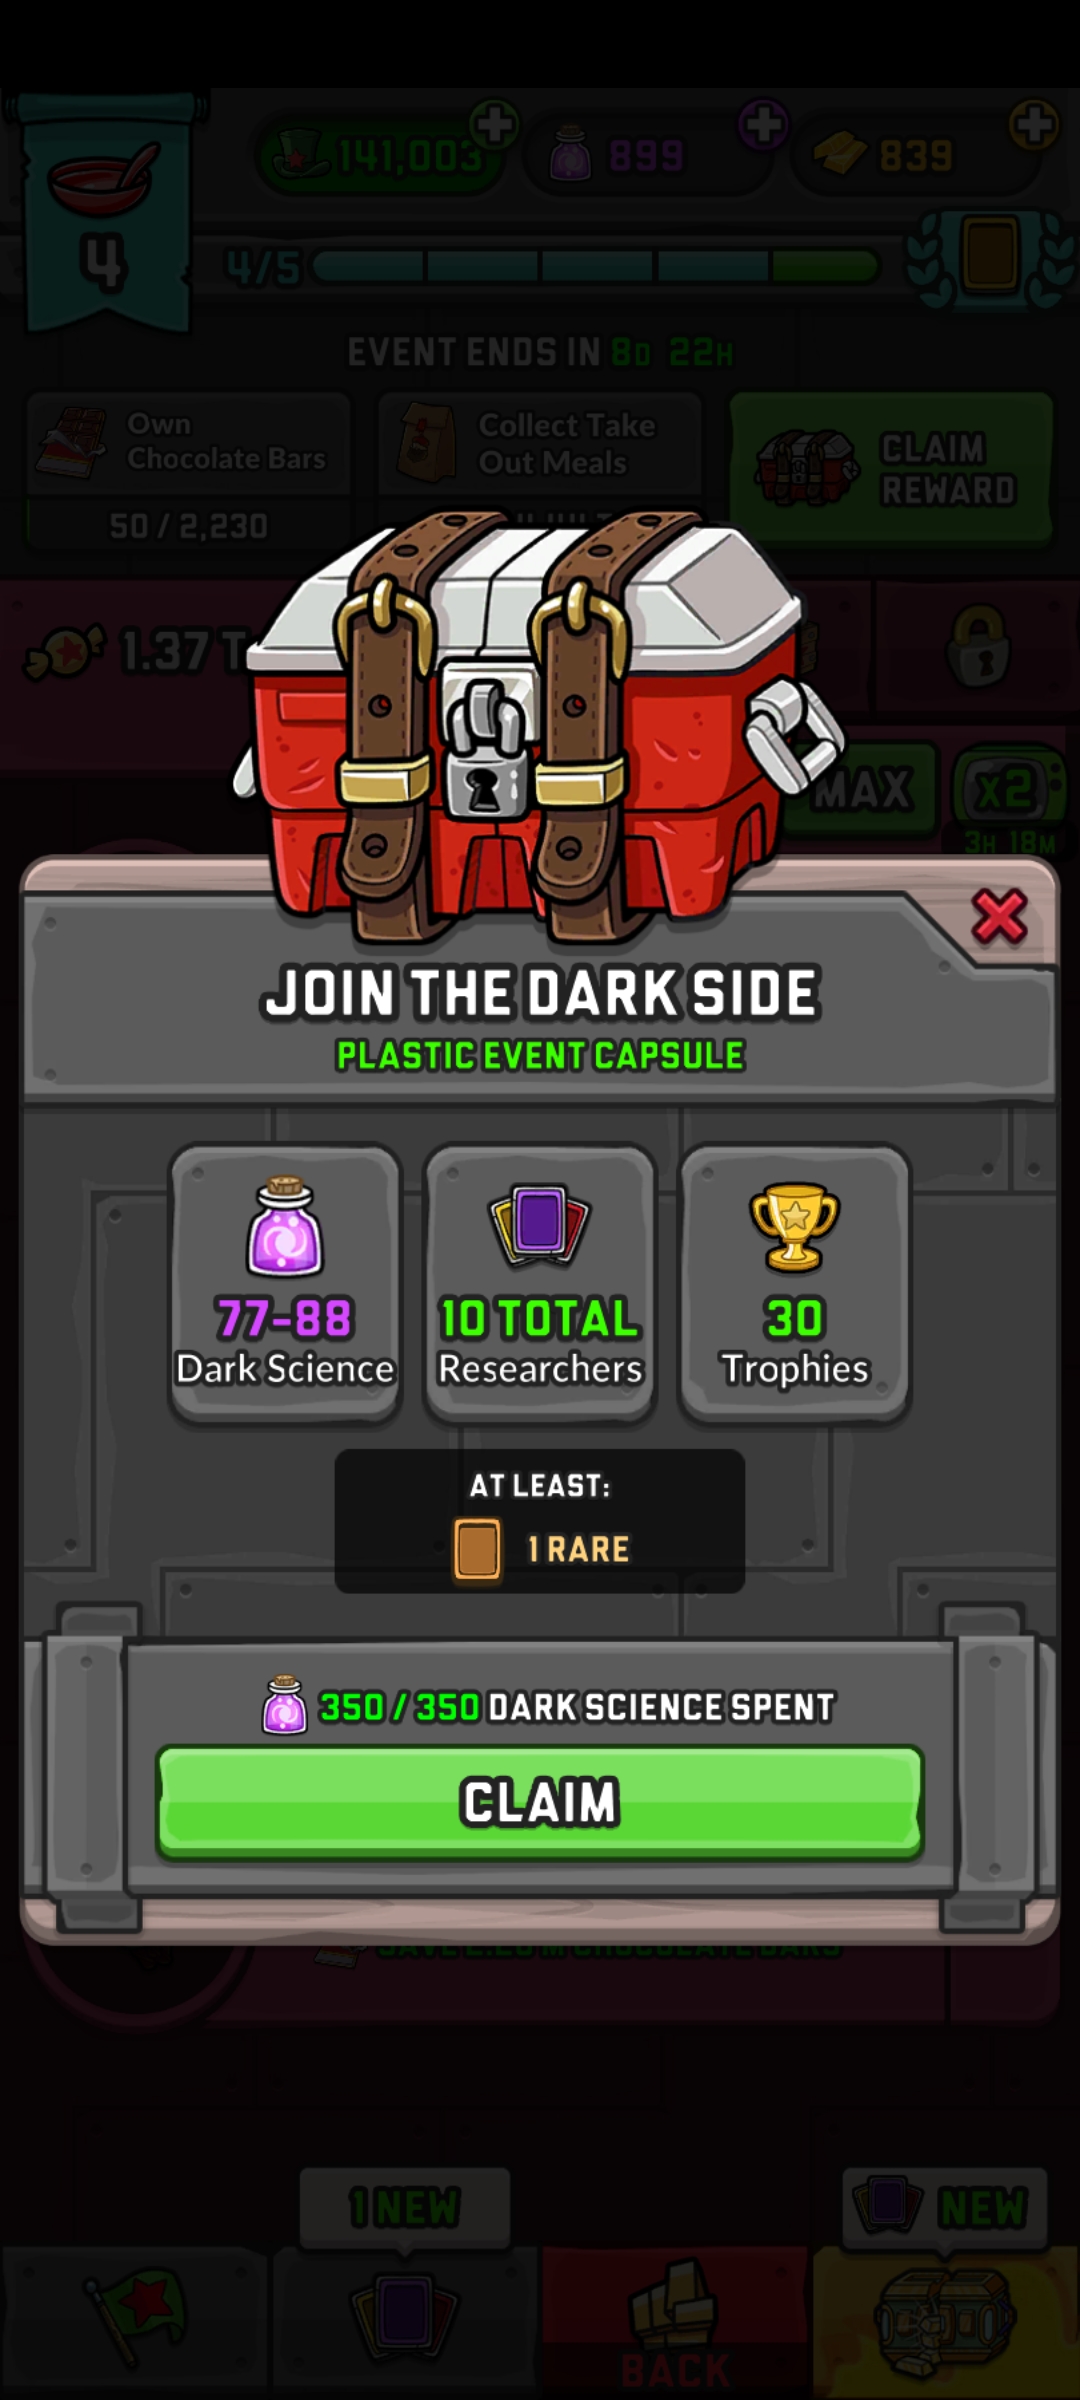 141,003
899
839
4
4/5
EVENT ENDS IN 8D 22H
Own
Chocolate Bars
50 / 2,230
Collect Take
Out Meals
CLAIM
REWARD
1.37 T
MAX
x2
3H 18M
JOIN THE DARK SIDE
PLASTIC EVENT CAPSULE
77-88
Dark Science
10 TOTAL
Researchers
30
Trophies
AT LEAST:
1 RARE
350 / 350 DARK SCIENCE SPENT
CLAIM
CHOCOLATE BARS
1 NEW
NEW
BACK